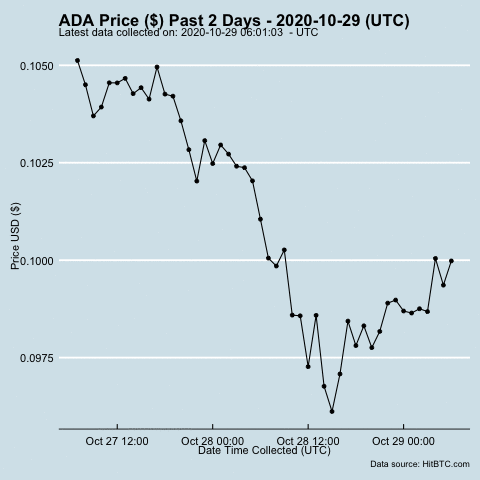 ADA Price ($) Past 2 Days - 2020-10-29 (UTC)
Latest data collected on: 2020-10-29 06:01:03 - UTC
Price USD ($)
0.1050
0.1025
0.1000
0.0975
Oct 27 12:00 Oct 28 00:00 Oct 28 12:00 Oct 29 00:00
Date Time Collected (UTC)
Data source: HitBTC.com